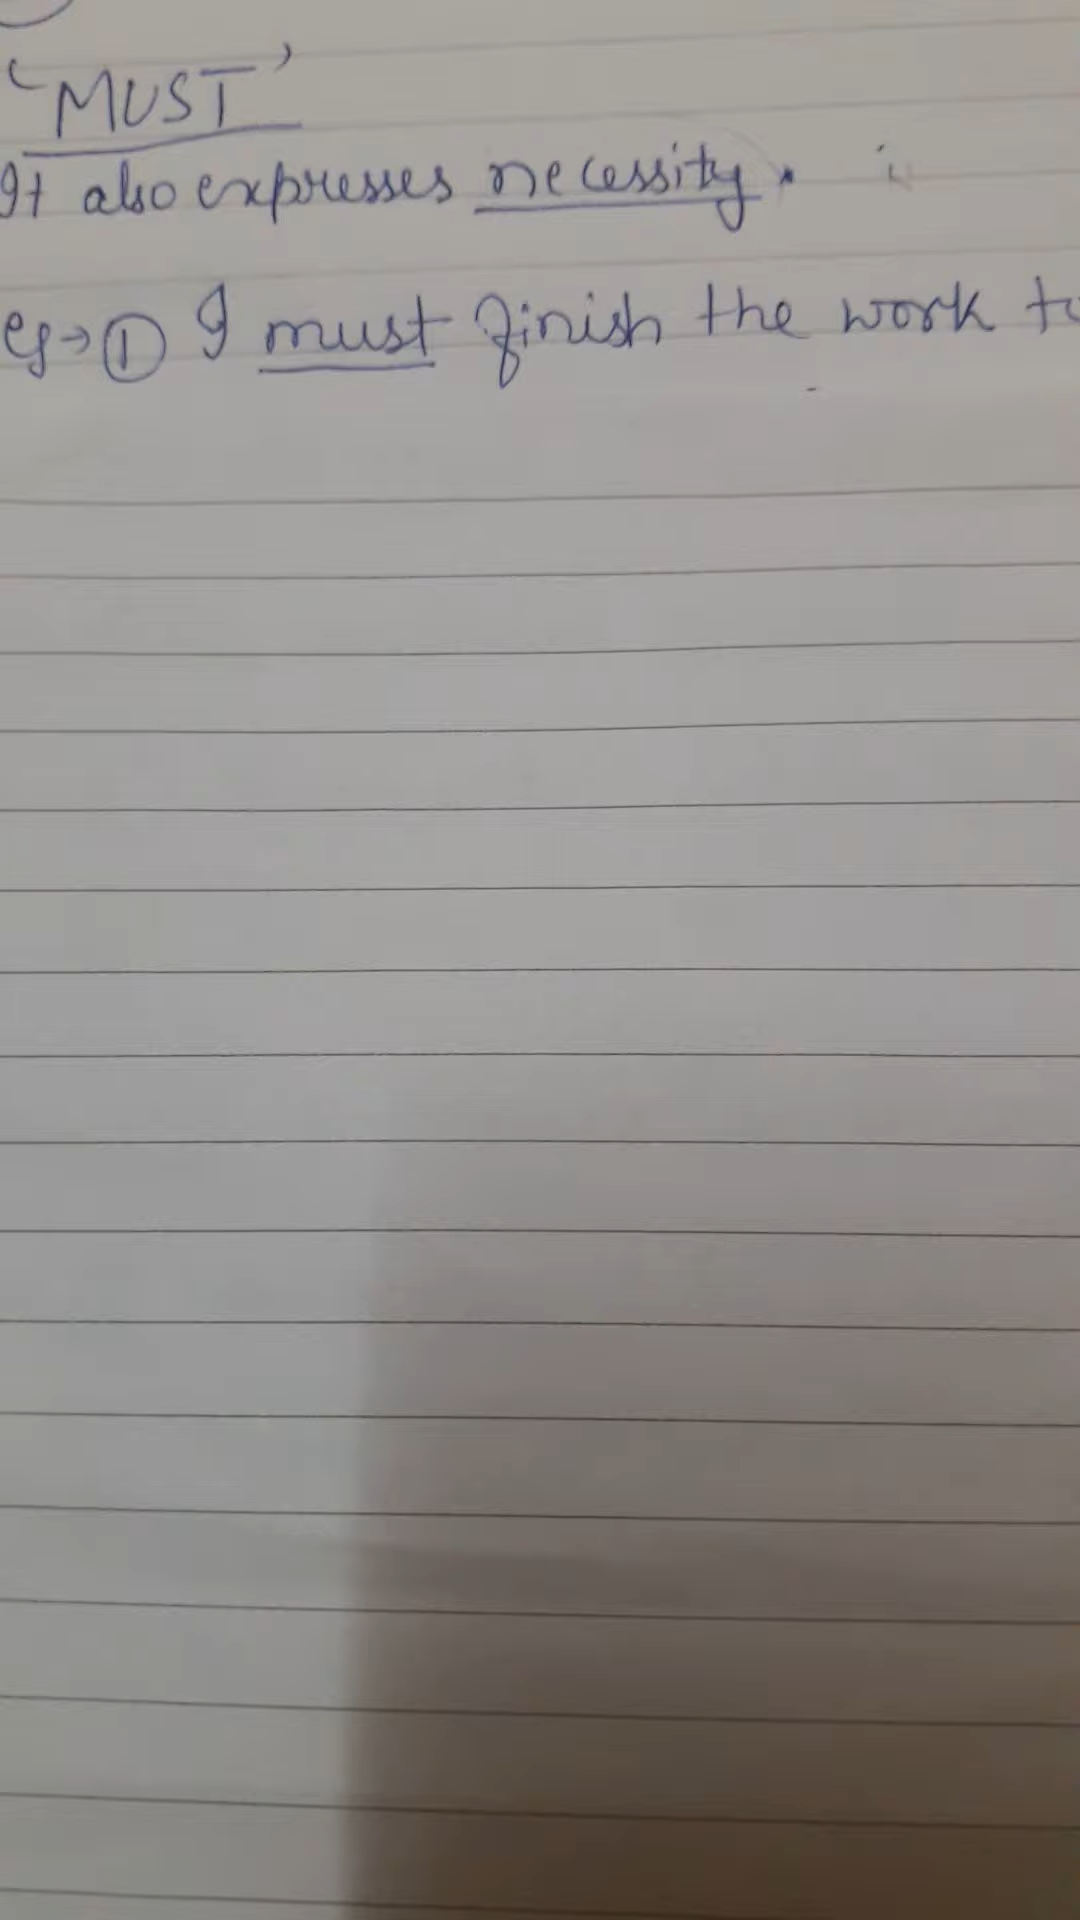 'MUST'
It also expresses necessity.
eg→ ① I must finish the work